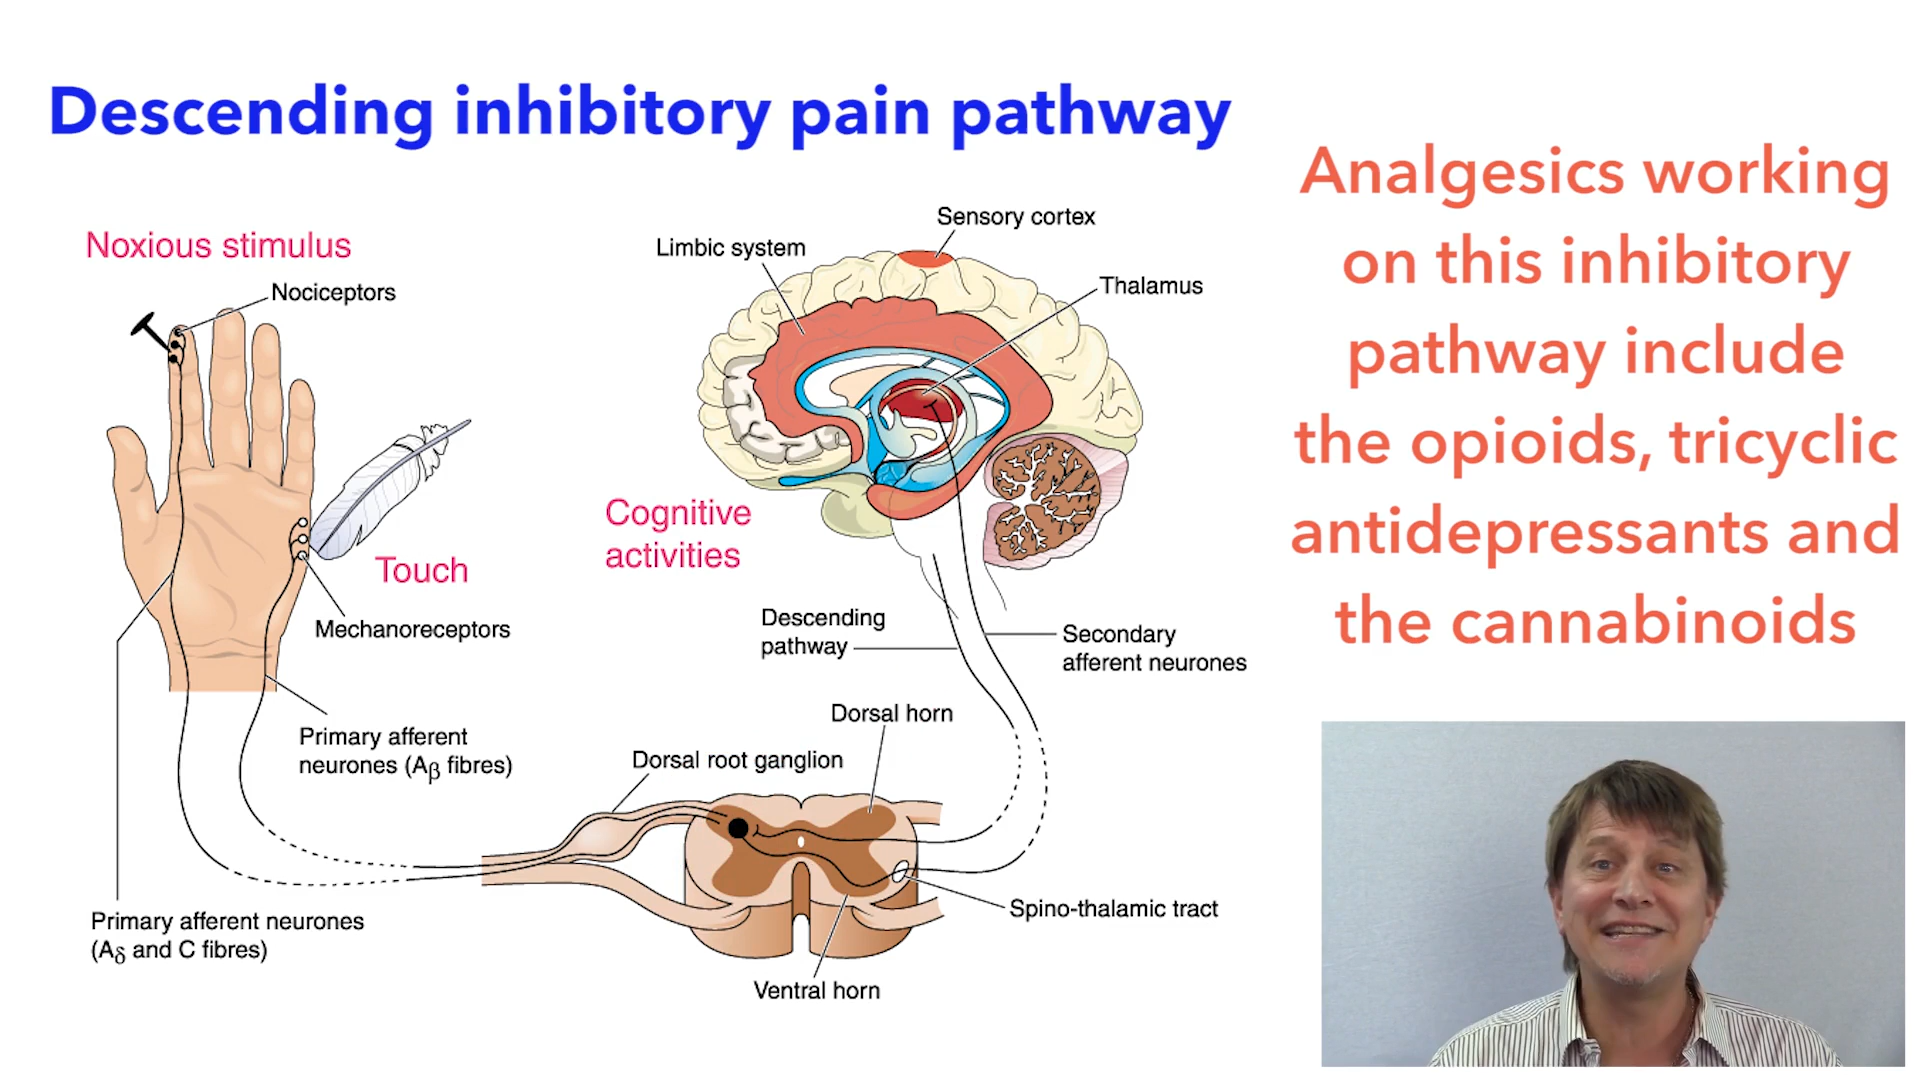 Descending inhibitory pain pathway
Analgesics working
on this inhibitory
pathway include
the opioids, tricyclic
antidepressants and
the cannabinoids
Noxious stimulus
Nociceptors
Touch
Mechanoreceptors
Primary afferent
neurones (Aβ fibres)
Primary afferent neurones
(Aδ and C fibres)
Limbic system
Sensory cortex
Thalamus
Cognitive
activities
Descending
pathway
Secondary
afferent neurones
Dorsal horn
Dorsal root ganglion
Spino-thalamic tract
Ventral horn